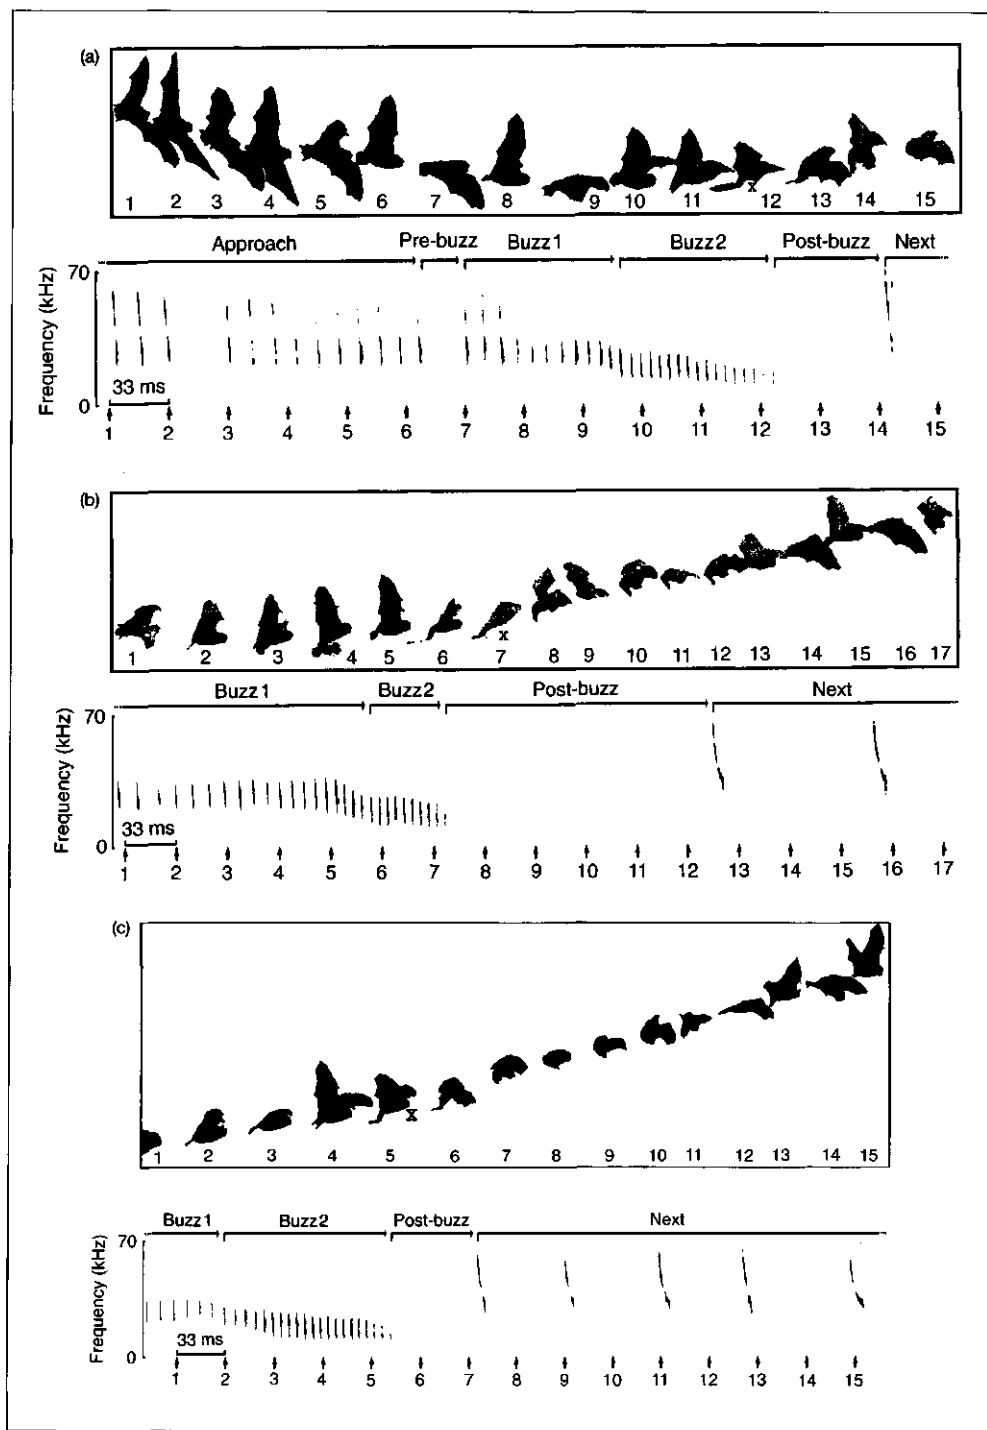 (a)
1 2 3 4 5 6 7 8 9 10 11 12 13 14 15
x
Approach Pre-buzz Buzz1 Buzz2 Post-buzz Next
Frequency (kHz)
70
33 ms
0
1 2 3 4 5 6 7 8 9 10 11 12 13 14 15
(b)
x
1 2 3 4 5 6 7 8 9 10 11 12 13 14 15 16 17
Buzz1 Buzz2 Post-buzz Next
Frequency (kHz)
70
33 ms
0
1 2 3 4 5 6 7 8 9 10 11 12 13 14 15 16 17
(c)
x
1 2 3 4 5 6 7 8 9 10 11 12 13 14 15
Buzz1 Buzz2 Post-buzz Next
Frequency (kHz)
70
33 ms
0
1 2 3 4 5 6 7 8 9 10 11 12 13 14 15